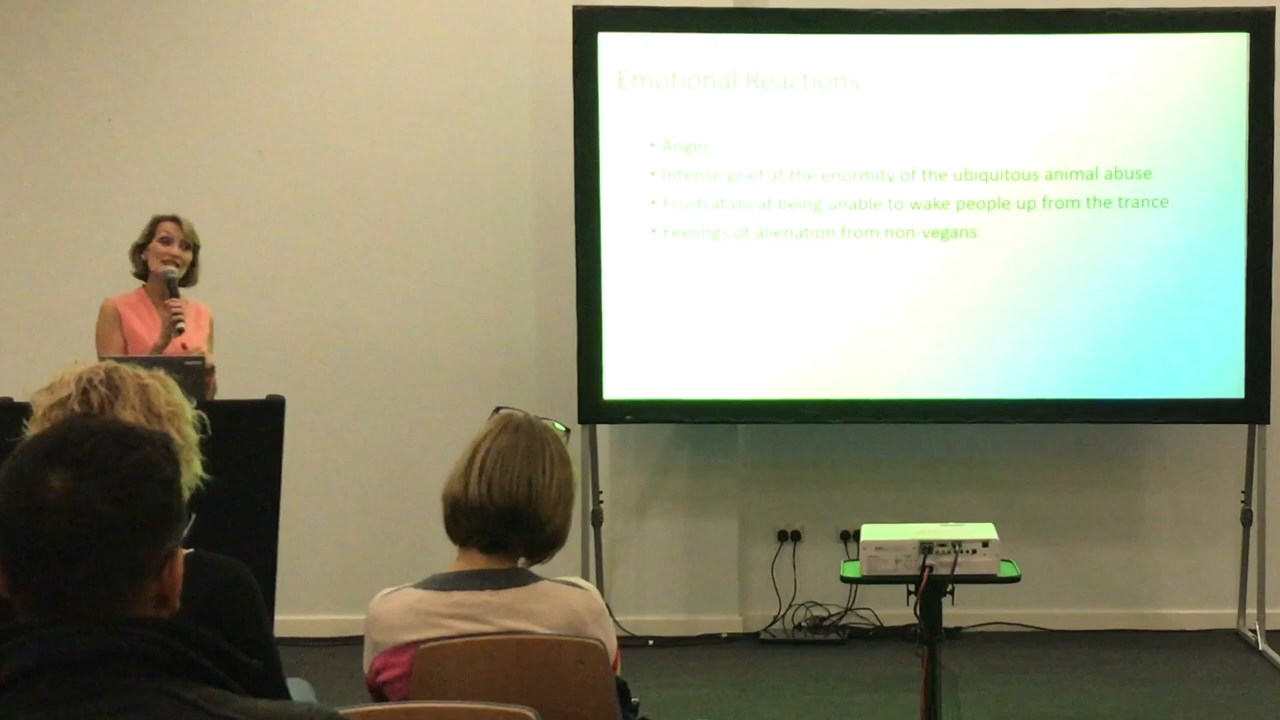 Emotional Reactions
• Anger
• Intense grief at the enormity of the ubiquitous animal abuse
• Frustration at being unable to wake people up from the trance
• Feelings of alienation from non-vegans